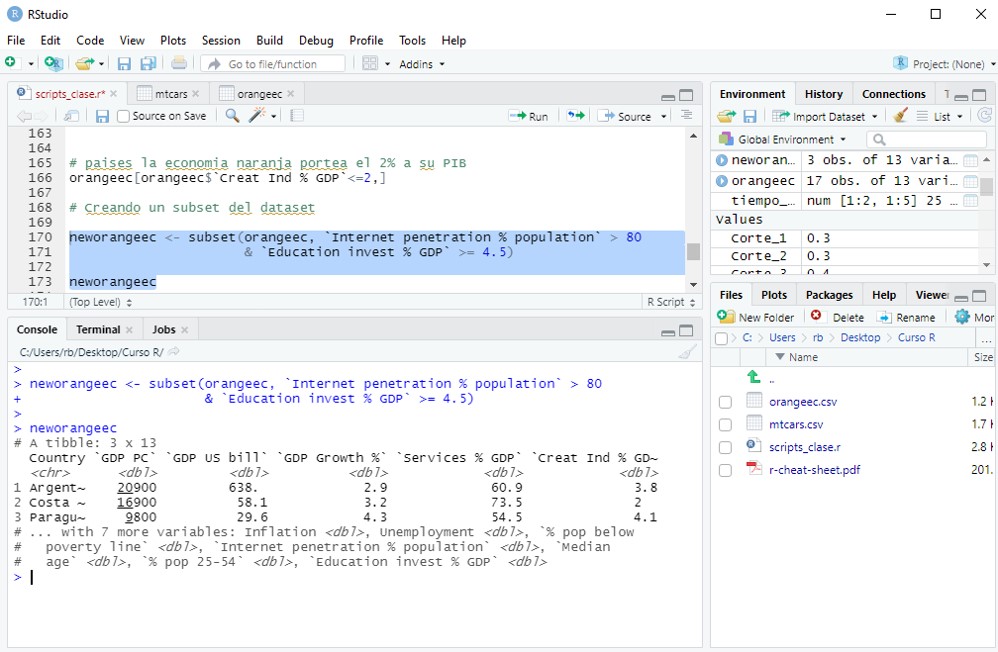 RStudio
File Edit Code View Plots Session Build Debug Profile Tools Help
Go to file/function Addins Project: (None)
scripts_clase.r* mtcars orangeec
Source on Save Run Source
163
164
165 # paises la economia naranja portea el 2% a su PIB
166 orangeec[orangeec$`Creat Ind % GDP`<=2,]
167
168 # Creando un subset del dataset
169
170 neworangeec <- subset(orangeec, `Internet penetration % population` > 80
171 & `Education invest % GDP` >= 4.5)
172
173 neworangeec
170:1 (Top Level) R Script
Console Terminal Jobs
C:/Users/rb/Desktop/Curso R/
>
> neworangeec <- subset(orangeec, `Internet penetration % population` > 80
+ & `Education invest % GDP` >= 4.5)
>
> neworangeec
# A tibble: 3 x 13
Country `GDP PC` `GDP US bill` `GDP Growth %` `Services % GDP` `Creat Ind % GD~
<chr> <dbl> <dbl> <dbl> <dbl> <dbl>
1 Argent~ 20900 638. 2.9 60.9 3.8
2 Costa ~ 16900 58.1 3.2 73.5 2
3 Paragu~ 9800 29.6 4.3 54.5 4.1
# ... with 7 more variables: Inflation <dbl>, Unemployment <dbl>, `% pop below
# poverty line` <dbl>, `Internet penetration % population` <dbl>, `Median
# age` <dbl>, `% pop 25-54` <dbl>, `Education invest % GDP` <dbl>
>
Environment History Connections
Import Dataset List
Global Environment
neworan... 3 obs. of 13 varia...
orangeec 17 obs. of 13 vari...
tiempo_... num [1:2, 1:5] 25 ...
Values
Corte_1 0.3
Corte_2 0.3
Corte_3 0.4
Files Plots Packages Help Viewer
New Folder Delete Rename Mor
C: Users rb Desktop Curso R ...
Name Size
..
orangeec.csv 1.2 K
mtcars.csv 1.7 K
scripts_clase.r 2.8 K
r-cheat-sheet.pdf 201.